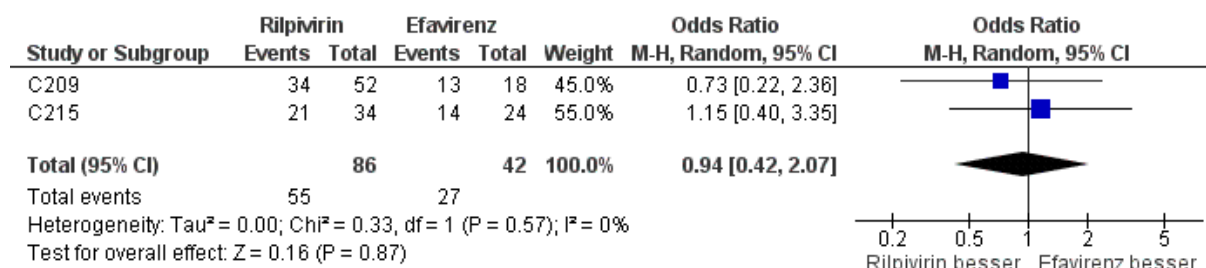 Rilpivirin Efavirenz Odds Ratio Odds Ratio
Study or Subgroup Events Total Events Total Weight M-H, Random, 95% CI M-H, Random, 95% CI
C209 34 52 13 18 45.0% 0.73 [0.22, 2.36]
C215 21 34 14 24 55.0% 1.15 [0.40, 3.35]
Total (95% CI) 86 42 100.0% 0.94 [0.42, 2.07]
Total events 55 27
Heterogeneity: Tau² = 0.00; Chi² = 0.33, df = 1 (P = 0.57); I² = 0%
Test for overall effect: Z = 0.16 (P = 0.87)
0.2 0.5 1 2 5
Rilpivirin besser Efavirenz besser